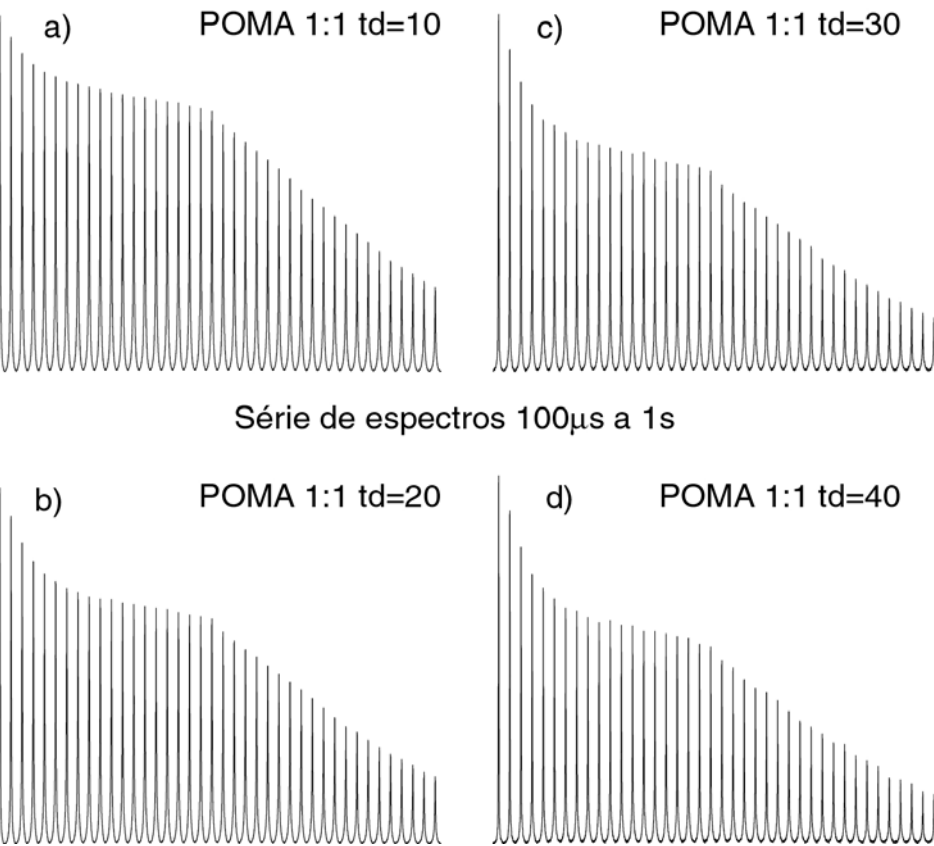 a) POMA 1:1 td=10
c) POMA 1:1 td=30
Série de espectros 100μs a 1s
b) POMA 1:1 td=20
d) POMA 1:1 td=40